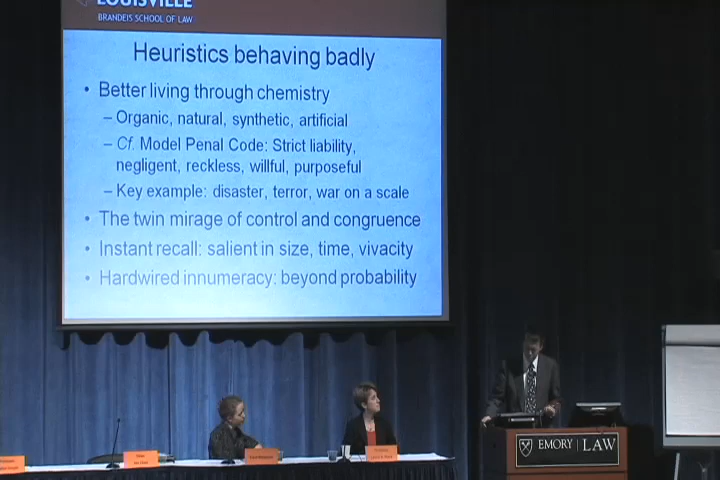 LOUISVILLE
BRANDEIS SCHOOL OF LAW
Heuristics behaving badly
• Better living through chemistry
– Organic, natural, synthetic, artificial
– Cf. Model Penal Code: Strict liability,
negligent, reckless, willful, purposeful
– Key example: disaster, terror, war on a scale
• The twin mirage of control and congruence
• Instant recall: salient in size, time, vivacity
• Hardwired innumeracy: beyond probability
EMORY LAW